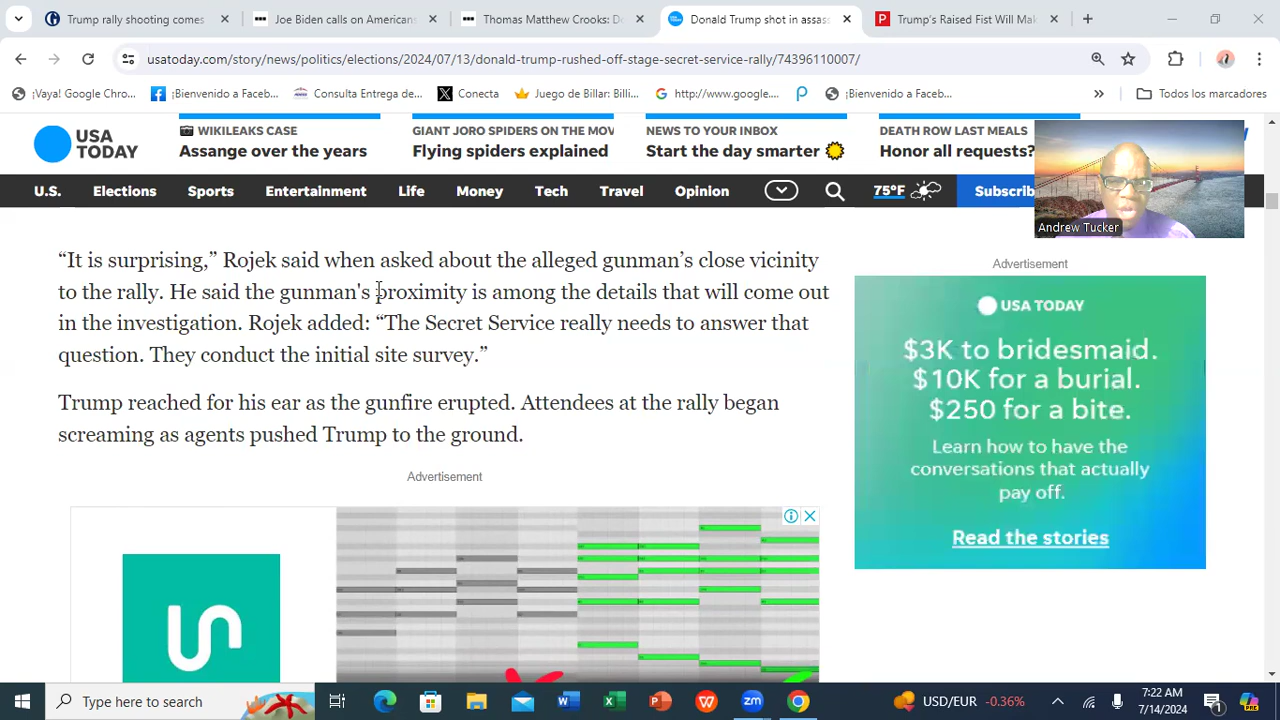 Trump rally shooting comes
Joe Biden calls on American
Thomas Matthew Crooks: Do
Donald Trump shot in assas
Trump's Raised Fist Will Mak
usatoday.com/story/news/politics/elections/2024/07/13/donald-trump-rushed-off-stage-secret-service-rally/74396110007/
¡Vaya! Google Chro...
¡Bienvenido a Faceb...
Consulta Entrega de...
Conecta
Juego de Billar: Billi...
http://www.google....
¡Bienvenido a Faceb...
Todos los marcadores
USA
TODAY
WIKILEAKS CASE
Assange over the years
GIANT JORO SPIDERS ON THE MOV
Flying spiders explained
NEWS TO YOUR INBOX
Start the day smarter
DEATH ROW LAST MEALS
Honor all requests?
U.S.
Elections
Sports
Entertainment
Life
Money
Tech
Travel
Opinion
75°F
Subscrib
Andrew Tucker
“It is surprising,” Rojek said when asked about the alleged gunman’s close vicinity
to the rally. He said the gunman's proximity is among the details that will come out
in the investigation. Rojek added: “The Secret Service really needs to answer that
question. They conduct the initial site survey.”
Trump reached for his ear as the gunfire erupted. Attendees at the rally began
screaming as agents pushed Trump to the ground.
Advertisement
Advertisement
USA TODAY
$3K to bridesmaid.
$10K for a burial.
$250 for a bite.
Learn how to have the
conversations that actually
pay off.
Read the stories
Type here to search
USD/EUR
-0.36%
7:22 AM
7/14/2024